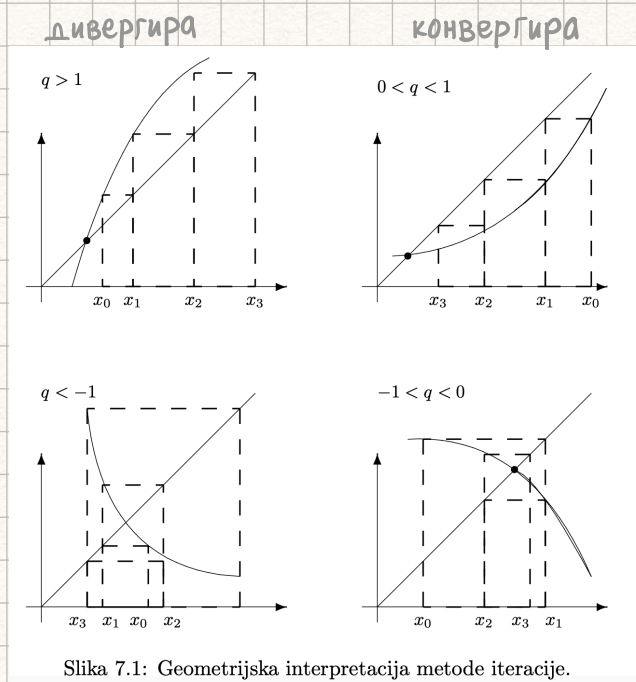 дивергира конвергира
q > 1 0 < q < 1
x₀ x₁ x₂ x₃ x₃ x₂ x₁ x₀
q < −1 −1 < q < 0
x₃ x₁ x₀ x₂ x₀ x₂ x₃ x₁
Slika 7.1: Geometrijska interpretacija metode iteracije.